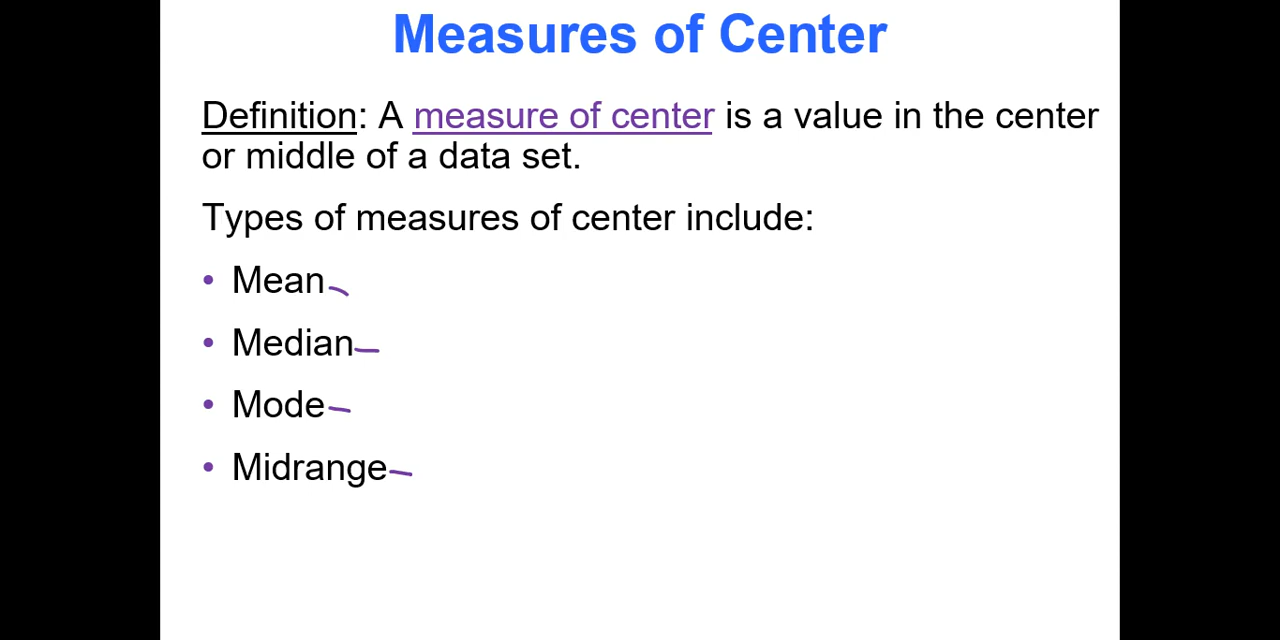 Measures of Center
Definition: A measure of center is a value in the center
or middle of a data set.
Types of measures of center include:
• Mean
• Median
• Mode
• Midrange